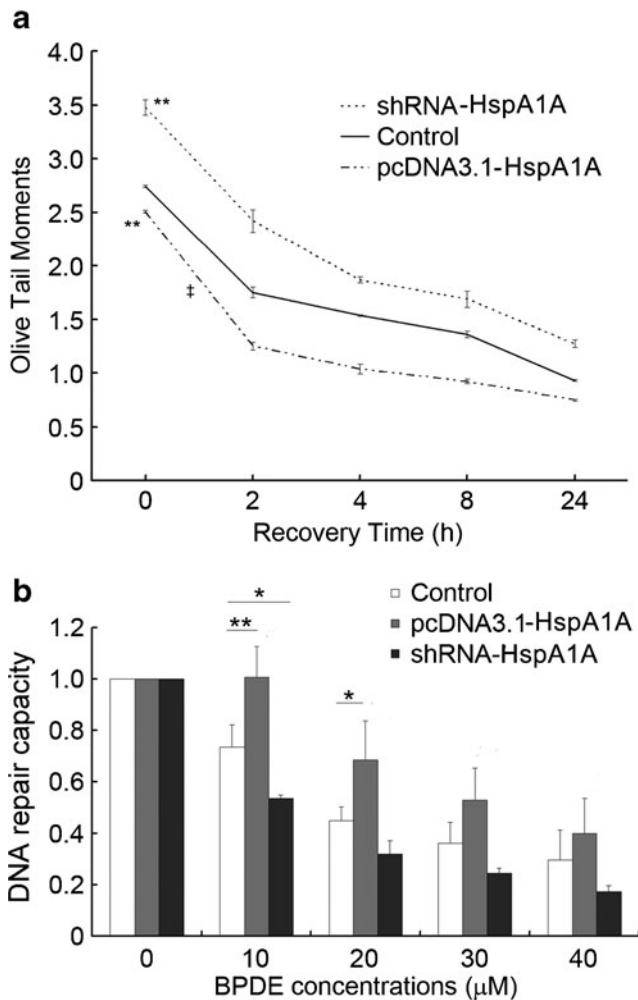 a
4.0
3.5
3.0
2.5
2.0
1.5
1.0
0.5
0
Olive Tail Moments
**
**
‡
shRNA-HspA1A
Control
pcDNA3.1-HspA1A
0 2 4 8 24
Recovery Time (h)
b
1.2
1.0
0.8
0.6
0.4
0.2
0
DNA repair capacity
*
**
*
Control
pcDNA3.1-HspA1A
shRNA-HspA1A
0 10 20 30 40
BPDE concentrations (μM)